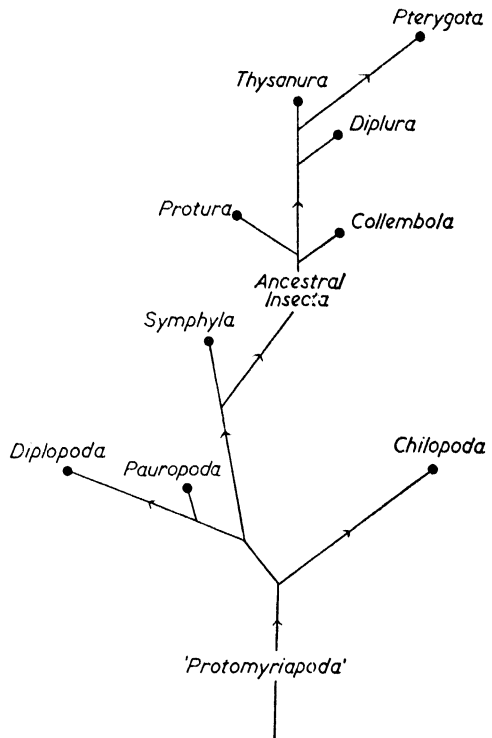 Pterygota
Thysanura
Diplura
Protura
Collembola
Ancestral
Insecta
Symphyla
Diplopoda
Pauropoda
Chilopoda
'Protomyriapoda'